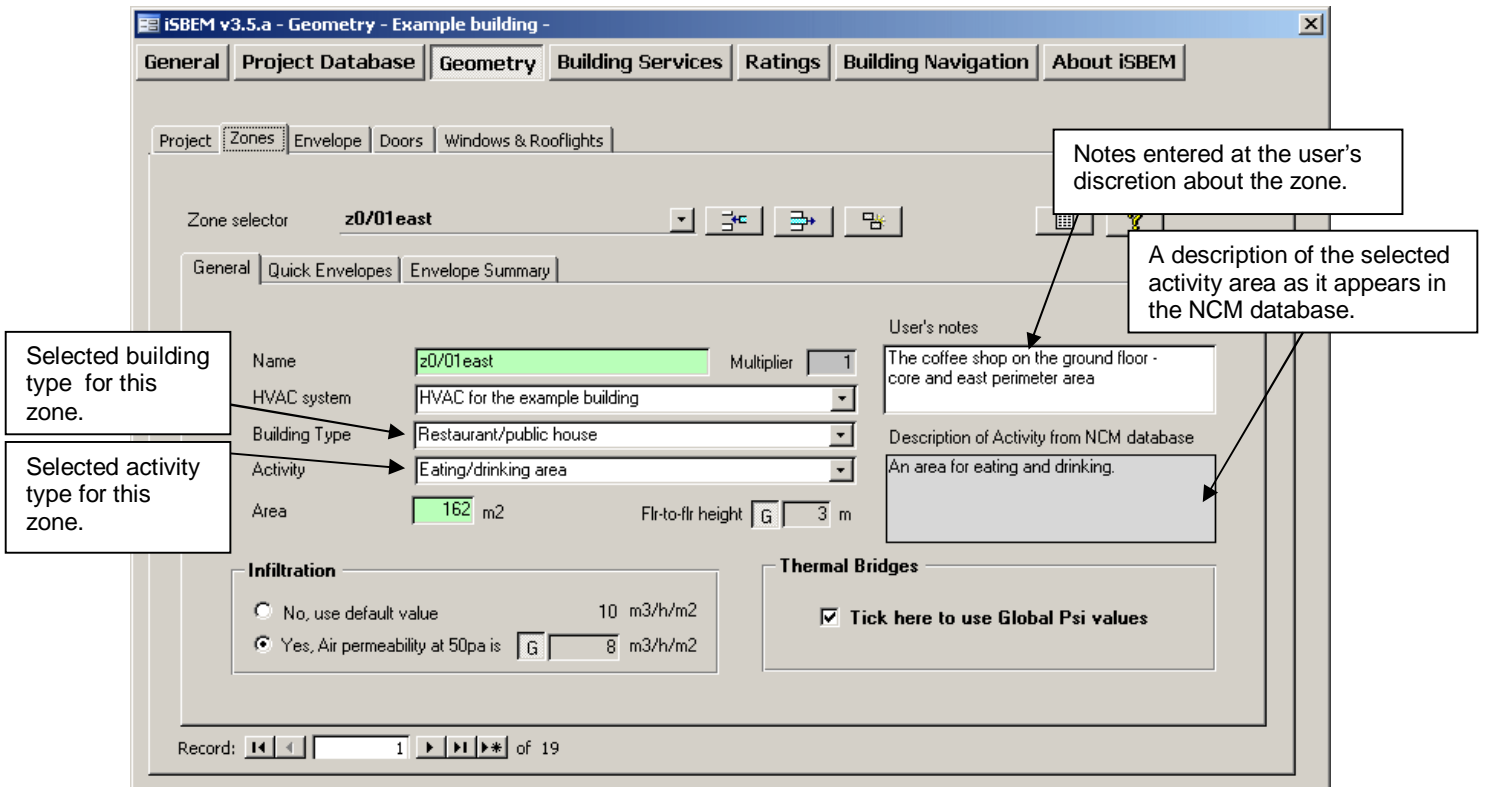 iSBEM v3.5.a - Geometry - Example building -
General Project Database Geometry Building Services Ratings Building Navigation About iSBEM
Project Zones Envelope Doors Windows & Rooflights
Notes entered at the user's
discretion about the zone.
Zone selector z0/01east
A description of the selected
activity area as it appears in
the NCM database.
General Quick Envelopes Envelope Summary
Selected building
type for this
zone.
Selected activity
type for this
zone.
Name z0/01east Multiplier 1
HVAC system HVAC for the example building
Building Type Restaurant/public house
Activity Eating/drinking area
Area 162 m2 Flr-to-flr height G 3 m
User's notes
The coffee shop on the ground floor -
core and east perimeter area
Description of Activity from NCM database
An area for eating and drinking.
Infiltration
No, use default value 10 m3/h/m2
Yes, Air permeability at 50pa is G 8 m3/h/m2
Thermal Bridges
Tick here to use Global Psi values
Record: 1 of 19